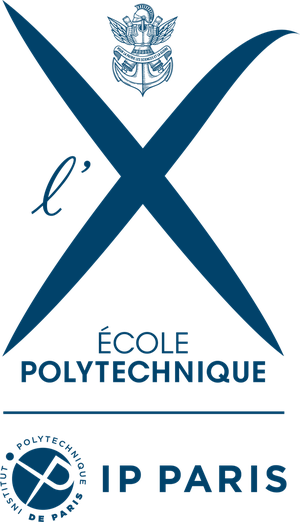 l'X
ÉCOLE
POLYTECHNIQUE
INSTITUT POLYTECHNIQUE DE PARIS
IP PARIS